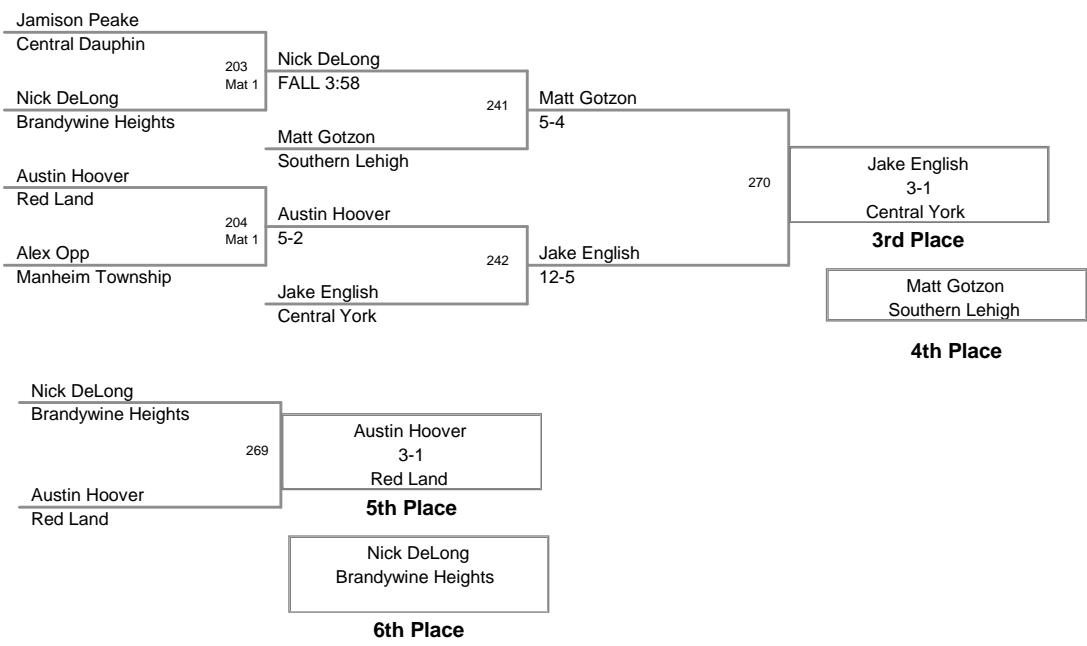 Jamison Peake
Central Dauphin
203
Mat 1
Nick DeLong
FALL 3:58
Nick DeLong
Brandywine Heights
241
Matt Gotzon
5-4
Matt Gotzon
Southern Lehigh
Austin Hoover
Red Land
204
Mat 1
Austin Hoover
5-2
Alex Opp
Manheim Township
242
Jake English
12-5
Jake English
Central York
270
Jake English
3-1
Central York
3rd Place
Matt Gotzon
Southern Lehigh
4th Place
Nick DeLong
Brandywine Heights
269
Austin Hoover
Red Land
Austin Hoover
3-1
Red Land
5th Place
Nick DeLong
Brandywine Heights
6th Place